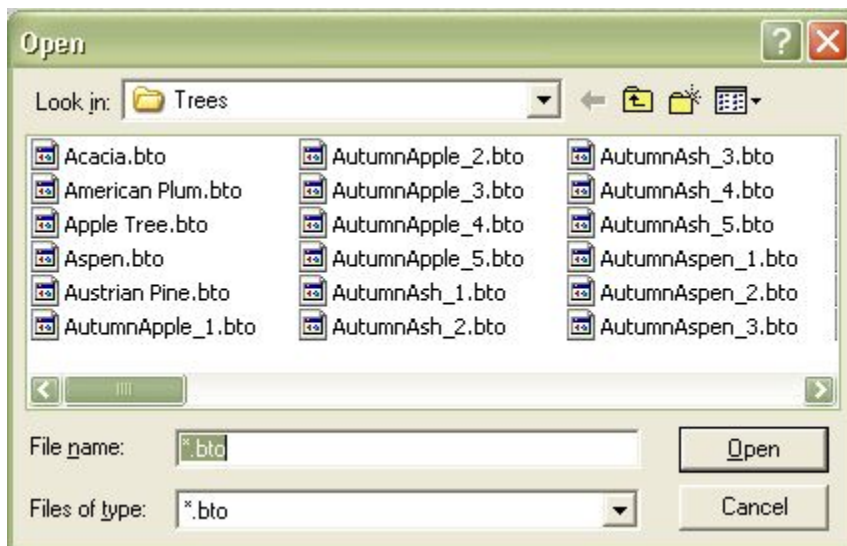 Open
Look in: Trees
Acacia.bto
American Plum.bto
Apple Tree.bto
Aspen.bto
Austrian Pine.bto
AutumnApple_1.bto
AutumnApple_2.bto
AutumnApple_3.bto
AutumnApple_4.bto
AutumnApple_5.bto
AutumnAsh_1.bto
AutumnAsh_2.bto
AutumnAsh_3.bto
AutumnAsh_4.bto
AutumnAsh_5.bto
AutumnAspen_1.bto
AutumnAspen_2.bto
AutumnAspen_3.bto
File name: *.bto
Open
Files of type: *.bto
Cancel